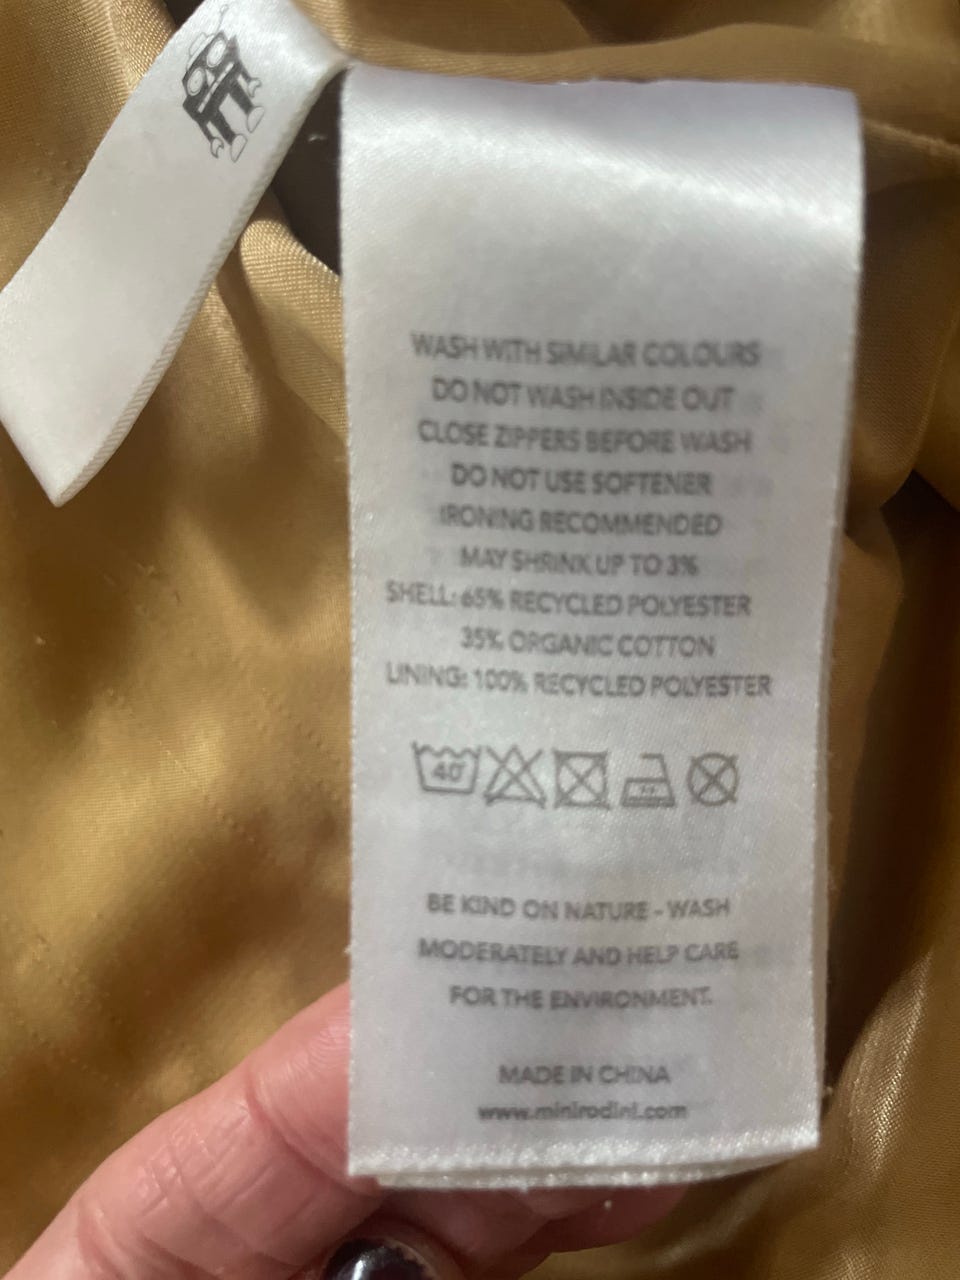 WASH WITH SIMILAR COLOURS
DO NOT WASH INSIDE OUT
CLOSE ZIPPERS BEFORE WASH
DO NOT USE SOFTENER
IRONING RECOMMENDED
MAY SHRINK UP TO 3%
SHELL: 65% RECYCLED POLYESTER
35% ORGANIC COTTON
LINING: 100% RECYCLED POLYESTER
40°
BE KIND ON NATURE - WASH
MODERATELY AND HELP CARE
FOR THE ENVIRONMENT.
MADE IN CHINA
www.minirodini.com